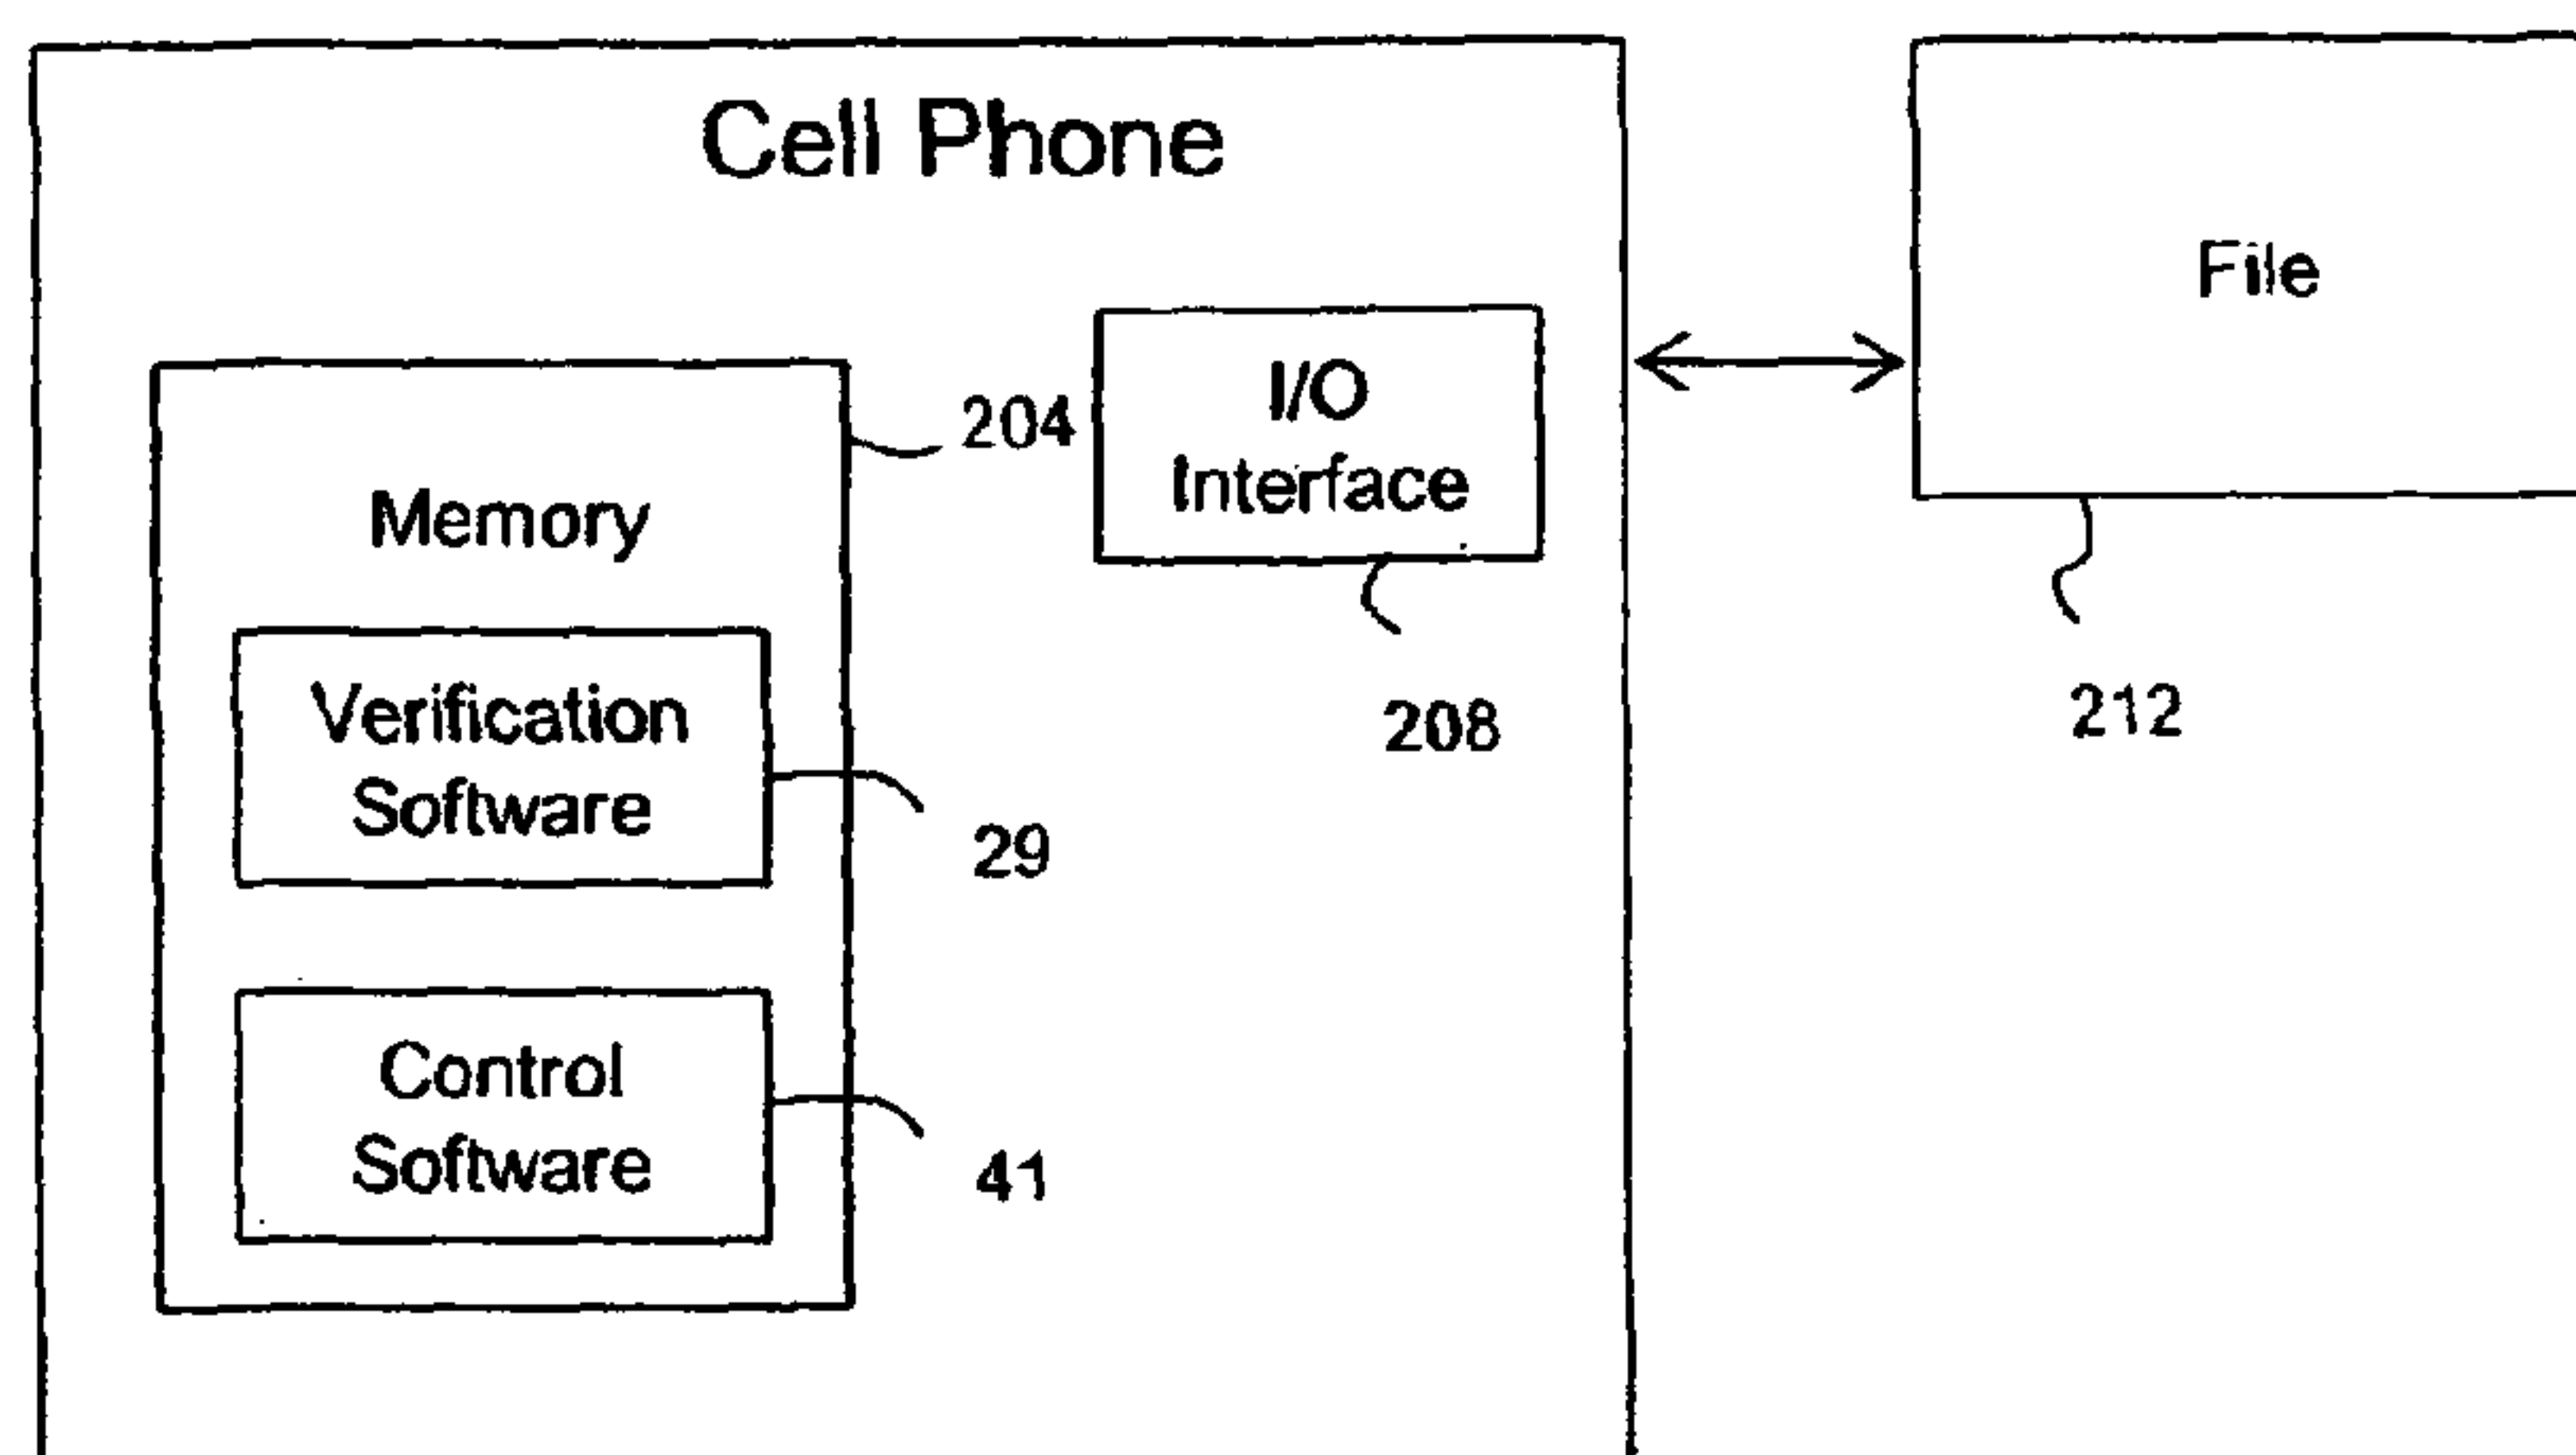 Cell Phone
File
I/O
Interface
204
Memory
208
212
Verification
Software
29
Control
Software
41